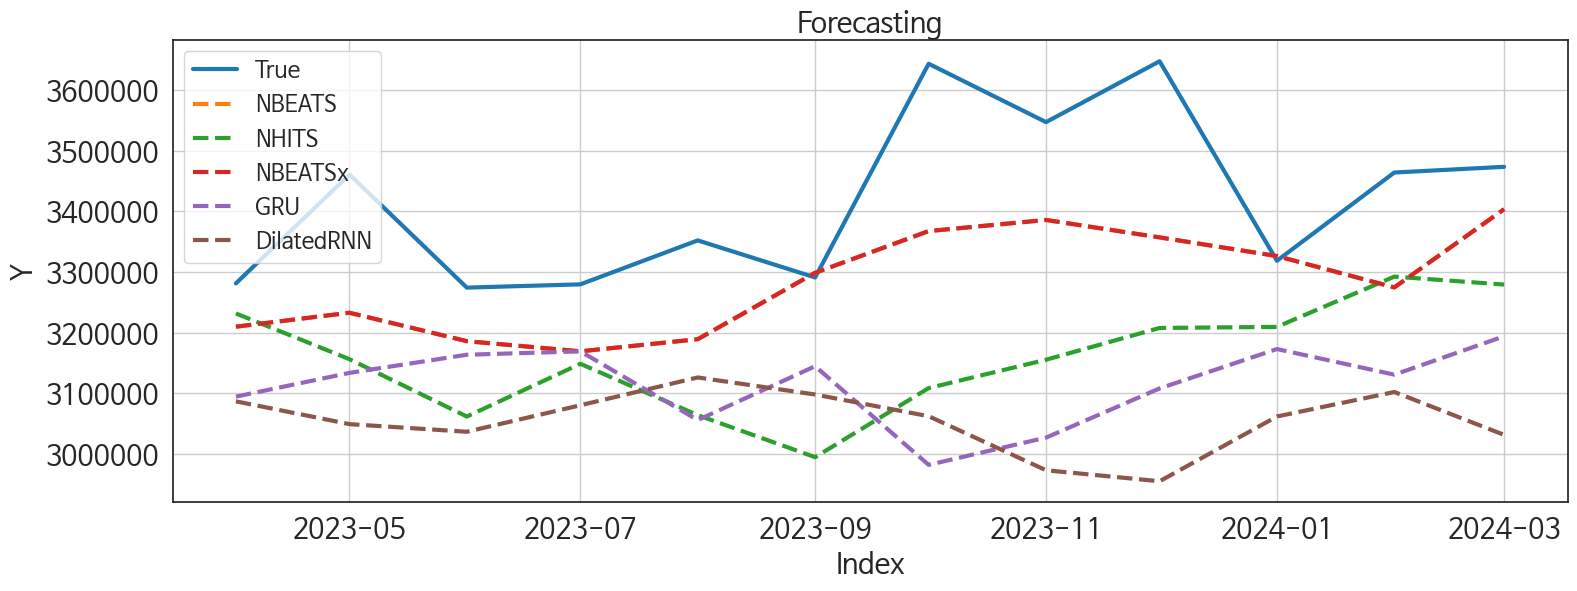 Forecasting
True
NBEATS
NHITS
NBEATSx
GRU
DilatedRNN
3600000
3500000
3400000
3300000
3200000
3100000
3000000
Y
2023-05 2023-07 2023-09 2023-11 2024-01 2024-03
Index